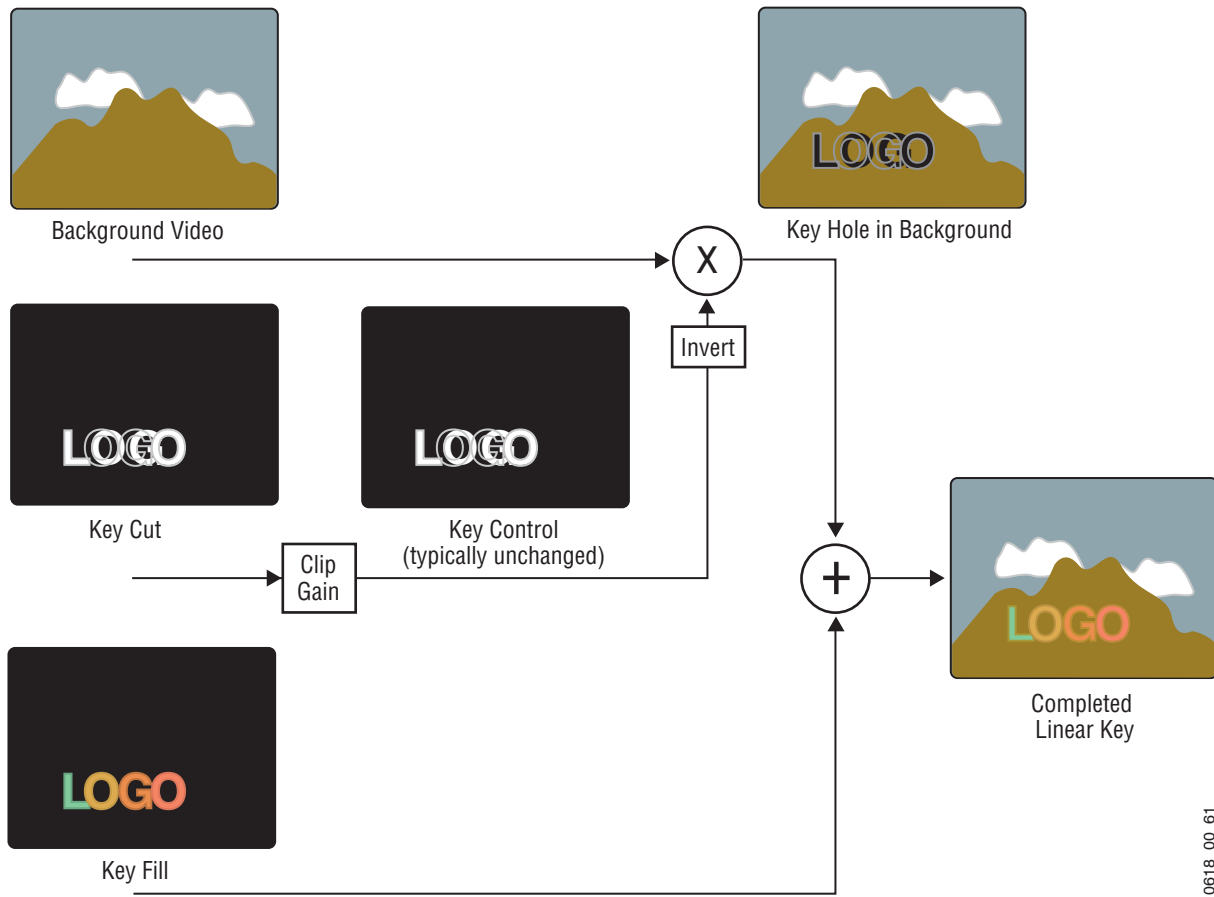 LOGO
Background Video
Key Hole in Background
X
Invert
LOGO
LOGO
Key Cut
Key Control
(typically unchanged)
Clip
Gain
+
LOGO
Completed
Linear Key
LOGO
Key Fill
0618_00_61